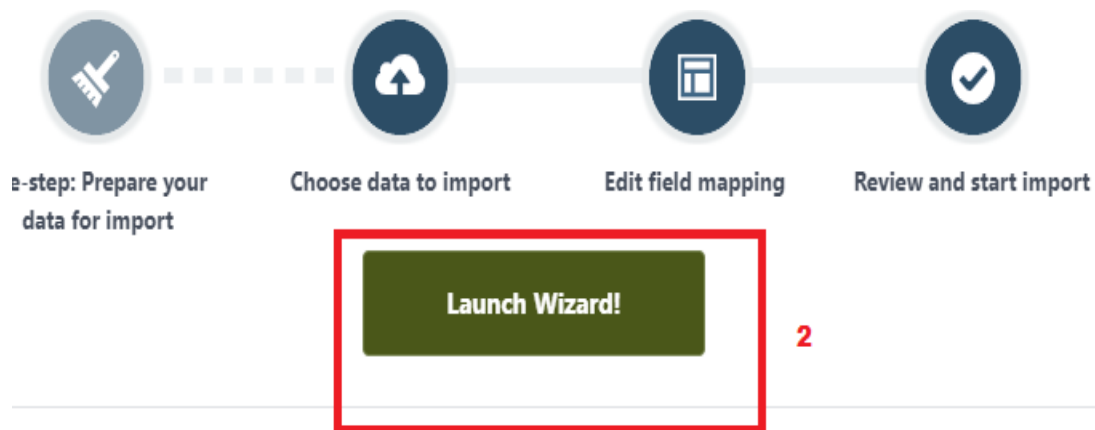 e-step: Prepare your
data for import
Choose data to import
Edit field mapping
Review and start import
Launch Wizard!
2